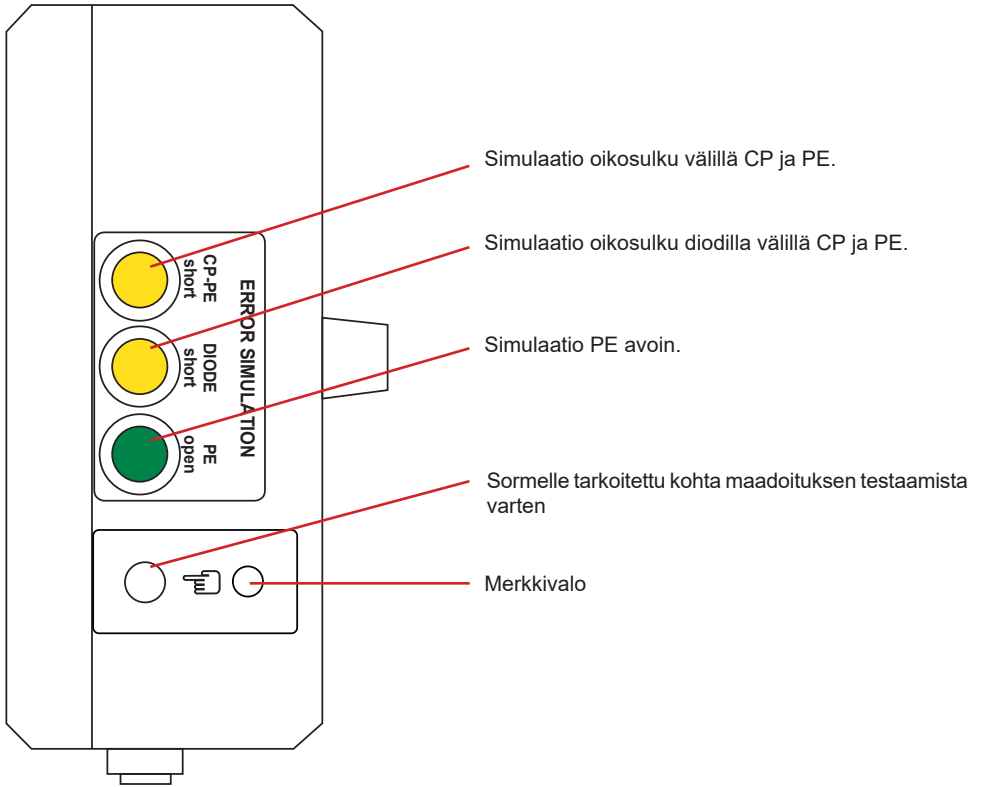 Simulaatio oikosulku välillä CP ja PE.
Simulaatio oikosulku diodilla välillä CP ja PE.
Simulaatio PE avoin.
Sormelle tarkoitettu kohta maadoituksen testaamista
varten
Merkkivalo
ERROR SIMULATION
CP-PE
short
DIODE
short
PE
open